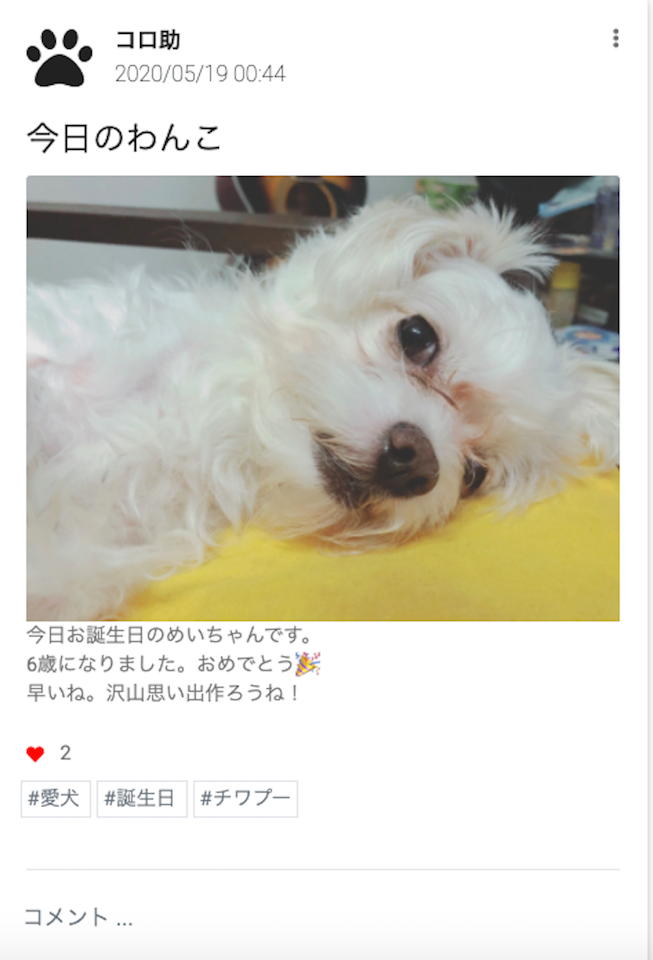 コロ助
2020/05/19 00:44
今日のわんこ
今日お誕生日のめいちゃんです。
6歳になりました。おめでとう🎉
早いね。沢山思い出作ろうね！
2
#愛犬 #誕生日 #チワプー
コメント ...